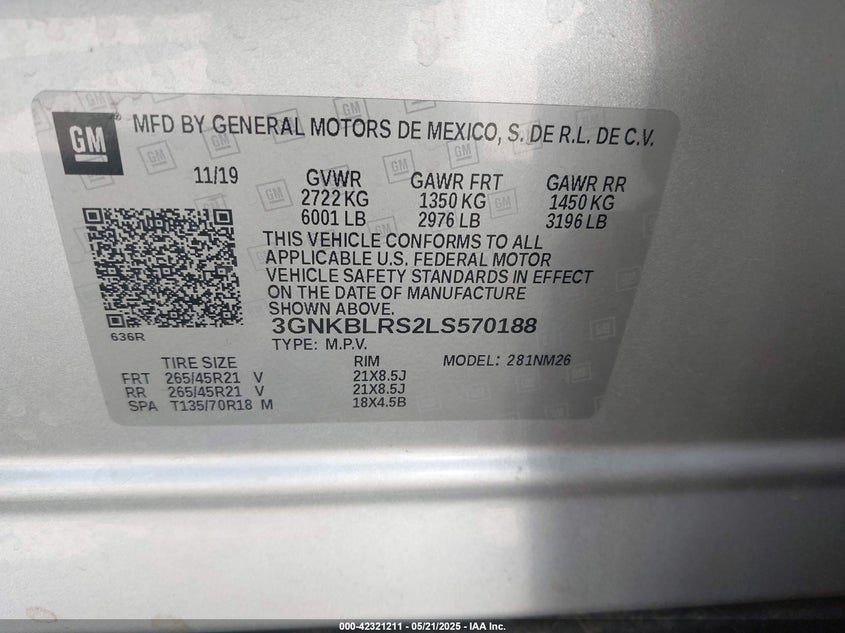 GM
MFD BY GENERAL MOTORS DE MEXICO, S. DE R.L. DE C.V.
11/19 GVWR GAWR FRT GAWR RR
2722 KG 1350 KG 1450 KG
6001 LB 2976 LB 3196 LB
THIS VEHICLE CONFORMS TO ALL
APPLICABLE U.S. FEDERAL MOTOR
VEHICLE SAFETY STANDARDS IN EFFECT
ON THE DATE OF MANUFACTURE
SHOWN ABOVE.
3GNKBLRS2LS570188
636R
TYPE: M.P.V.
TIRE SIZE RIM MODEL: 281NM26
FRT 265/45R21 V 21X8.5J
RR 265/45R21 V 21X8.5J
SPA T135/70R18 M 18X4.5B
000-42321211 - 05/21/2025 - IAA Inc.